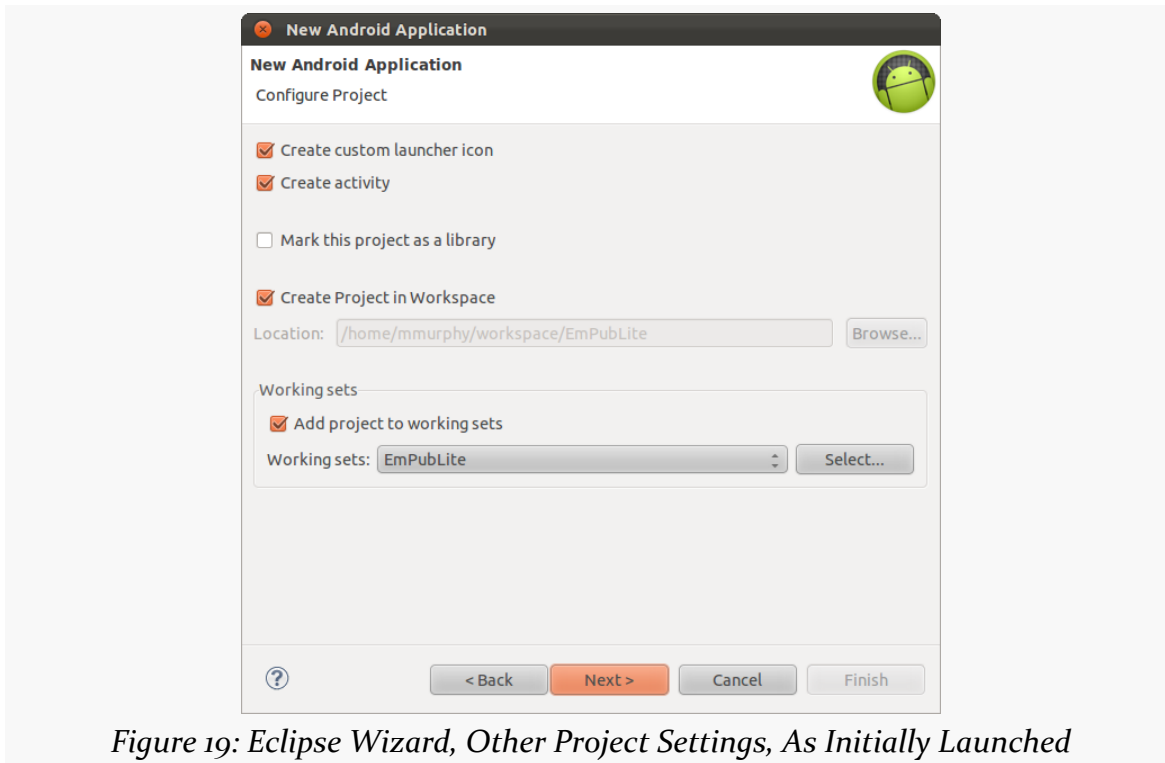 New Android Application
New Android Application
Configure Project
Create custom launcher icon
Create activity
Mark this project as a library
Create Project in Workspace
Location: /home/mmurphy/workspace/EmPubLite Browse...
Working sets
Add project to working sets
Working sets: EmPubLite Select...
? < Back Next > Cancel Finish
Figure 19: Eclipse Wizard, Other Project Settings, As Initially Launched